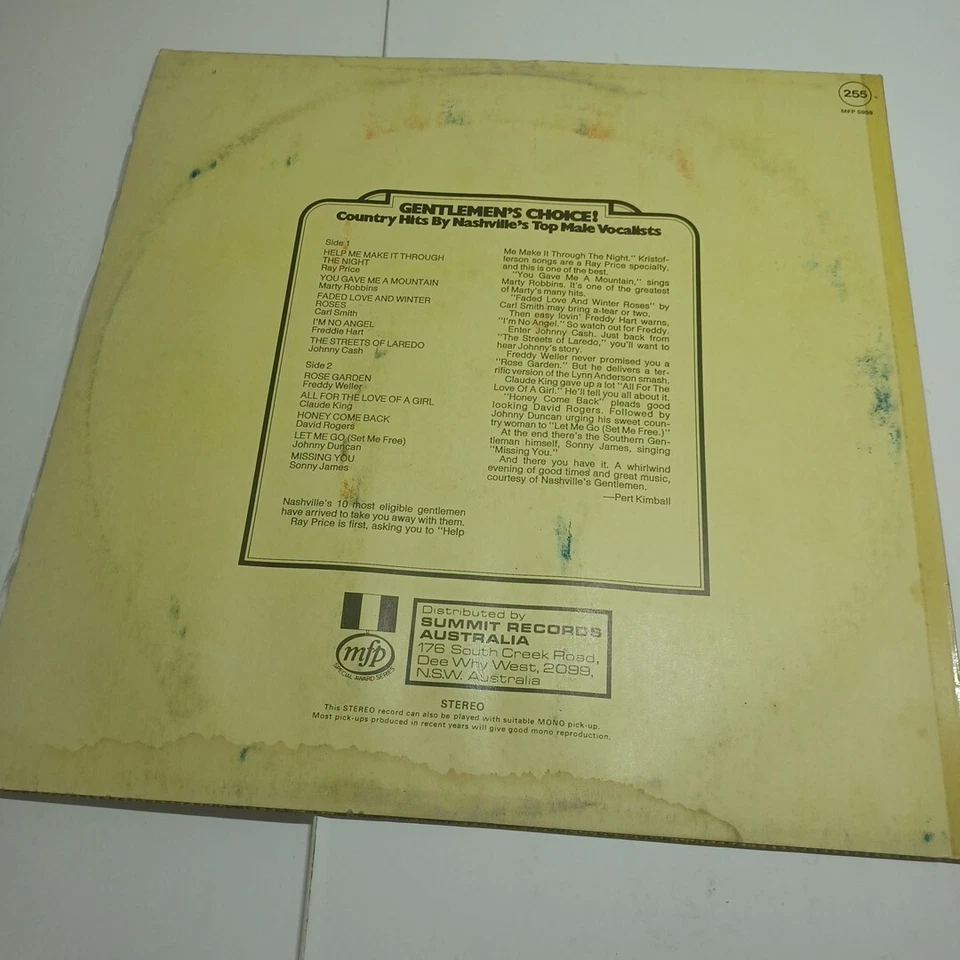 255
GENTLEMEN'S CHOICE!
Country Hits By Nashville's Top Male Vocalists
Side 1
HELP ME MAKE IT THROUGH
THE NIGHT
Ray Price
YOU GAVE ME A MOUNTAIN
Marty Robbins
FADED LOVE AND WINTER
ROSES
Carl Smith
I'M NO ANGEL
Freddie Hart
THE STREETS OF LAREDO
Johnny Cash
Side 2
ROSE GARDEN
Freddy Weller
ALL FOR THE LOVE OF A GIRL
Claude King
HONEY COME BACK
David Rogers
LET ME GO (Set Me Free)
Johnny Duncan
MISSING YOU
Sonny James
Nashville's 10 most eligible gentlemen
have arrived to take you away with them.
Ray Price is first, asking you to "Help
Me Make It Through The Night." Kristof-
ferson songs are a Ray Price specialty,
and this is one of the best.
"You Gave Me A Mountain," sings
Marty Robbins. It's one of the greatest
of Marty's many hits.
"Faded Love And Winter Roses" by
Carl Smith may bring a-tear or two.
Then easy lovin' Freddy Hart warns,
"I'm No Angel." So watch out for Freddy.
Enter Johnny Cash. Just back from
"The Streets of Laredo," you'll want to
hear Johnny's story.
Freddy Weller never promised you a
"Rose Garden." But he delivers a ter-
rific version of the Lynn Anderson smash.
Claude King gave up a lot "All For The
Love Of A Girl." He'll tell you all about it.
"Honey Come Back" pleads good
looking David Rogers. Followed by
Johnny Duncan urging his sweet coun-
try woman to "Let Me Go (Set Me Free.)"
At the end there's the Southern Gen-
tleman himself, Sonny James, singing
"Missing You."
And there you have it. A whirlwind
evening of good times and great music,
courtesy of Nashville's Gentlemen.
—Pert Kimball
mfp
SPECIAL AWARD SERIES
Distributed by
SUMMIT RECORDS
AUSTRALIA
176 South Creek Road,
Dee Why West, 2099,
N.S.W. Australia
STEREO
This STEREO record can also be played with suitable MONO pick-up.
Most pick-ups produced in recent years will give good mono reproduction.